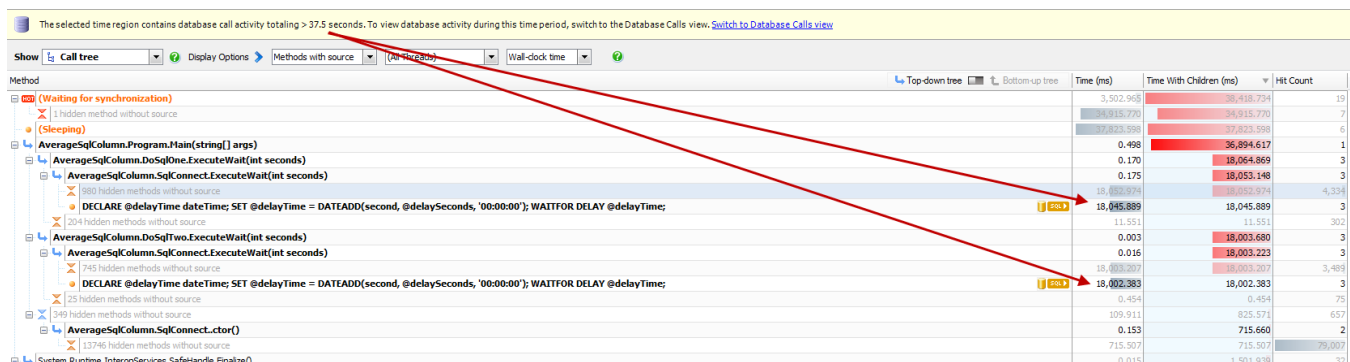 The selected time region contains database call activity totaling > 37.5 seconds. To view database activity during this time period, switch to the Database Calls view. Switch to Database Calls view
Show Call tree Display Options Methods with source (All Threads) Wall-clock time
Method Top-down tree Bottom-up tree Time (ms) Time With Children (ms) Hit Count
HOT (Waiting for synchronization) 3,502.965 38,418.734 19
1 hidden method without source 34,915.770 34,915.770 7
(Sleeping) 37,823.598 37,823.598 6
AverageSqlColumn.Program.Main(string[] args) 0.498 36,894.617 1
AverageSqlColumn.DoSqlOne.ExecuteWait(int seconds) 0.170 18,064.869 3
AverageSqlColumn.SqlConnect.ExecuteWait(int seconds) 0.175 18,053.148 3
980 hidden methods without source 18,052.974 18,052.974 4,334
DECLARE @delayTime dateTime; SET @delayTime = DATEADD(second, @delaySeconds, '00:00:00'); WAITFOR DELAY @delayTime; SQL 18,045.889 18,045.889 3
204 hidden methods without source 11.551 11.551 302
AverageSqlColumn.DoSqlTwo.ExecuteWait(int seconds) 0.003 18,003.680 3
AverageSqlColumn.SqlConnect.ExecuteWait(int seconds) 0.016 18,003.223 3
745 hidden methods without source 18,003.207 18,003.207 3,489
DECLARE @delayTime dateTime; SET @delayTime = DATEADD(second, @delaySeconds, '00:00:00'); WAITFOR DELAY @delayTime; SQL 18,002.383 18,002.383 3
25 hidden methods without source 0.454 0.454 75
349 hidden methods without source 109.911 825.571 657
AverageSqlColumn.SqlConnect..ctor() 0.153 715.660 2
13746 hidden methods without source 715.507 715.507 79,007
System.Runtime.InteropServices.SafeHandle.Finalize() 0.015 1,501.939 32